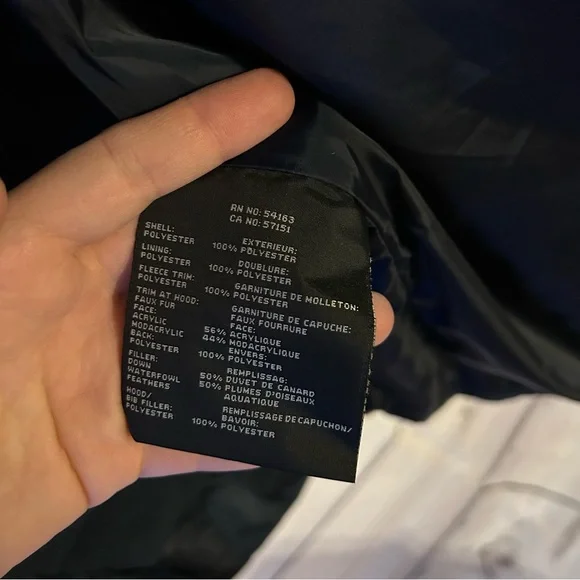 RN NO: 54163
CA NO: 57151
SHELL: EXTERIEUR:
POLYESTER 100% POLYESTER
LINING: DOUBLURE:
POLYESTER 100% POLYESTER
FLEECE TRIM: GARNITURE DE MOLLETON:
POLYESTER 100% POLYESTER
TRIM AT HOOD: GARNITURE DE CAPUCHE:
FAUX FUR FAUX FOURRURE
FACE: FACE:
ACRYLIC 56% ACRYLIQUE
MODACRYLIC 44% MODACRYLIQUE
BACK: ENVERS:
POLYESTER 100% POLYESTER
FILLER: REMPLISSAG:
DOWN 50% DUVET DE CANARD
WATERFOWL 50% PLUMES D'OISEAUX
FEATHERS AQUATIQUE
HOOD/ REMPLISSAGE DE CAPUCHON/
BIB FILLER: BAVOIR:
POLYESTER 100% POLYESTER